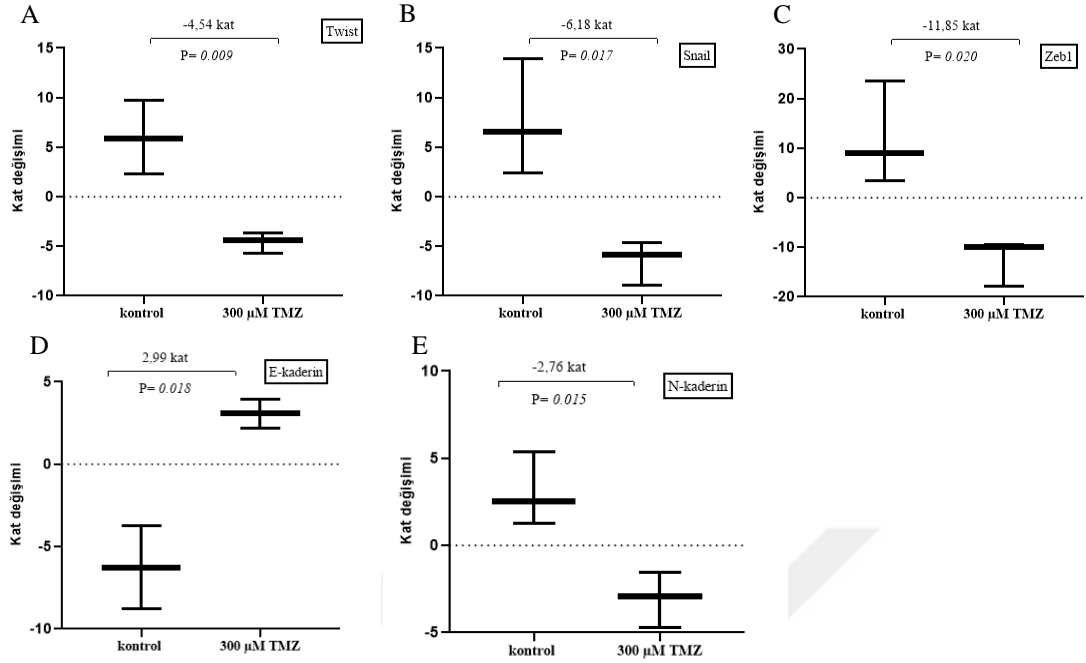 A
-4,54 kat
Twist
P= 0.009
Kat değişimi
15
10
5
0
-5
-10
kontrol
300 µM TMZ
B
-6,18 kat
Snail
P= 0.017
Kat değişimi
15
10
5
0
-5
-10
kontrol
300 µM TMZ
C
-11,85 kat
Zeb1
P= 0.020
Kat değişimi
30
20
10
0
-10
-20
kontrol
300 µM TMZ
D
2,99 kat
E-kaderin
P= 0.018
Kat değişimi
5
0
-5
-10
kontrol
300 µM TMZ
E
-2,76 kat
N-kaderin
P= 0.015
Kat değişimi
10
5
0
-5
kontrol
300 µM TMZ